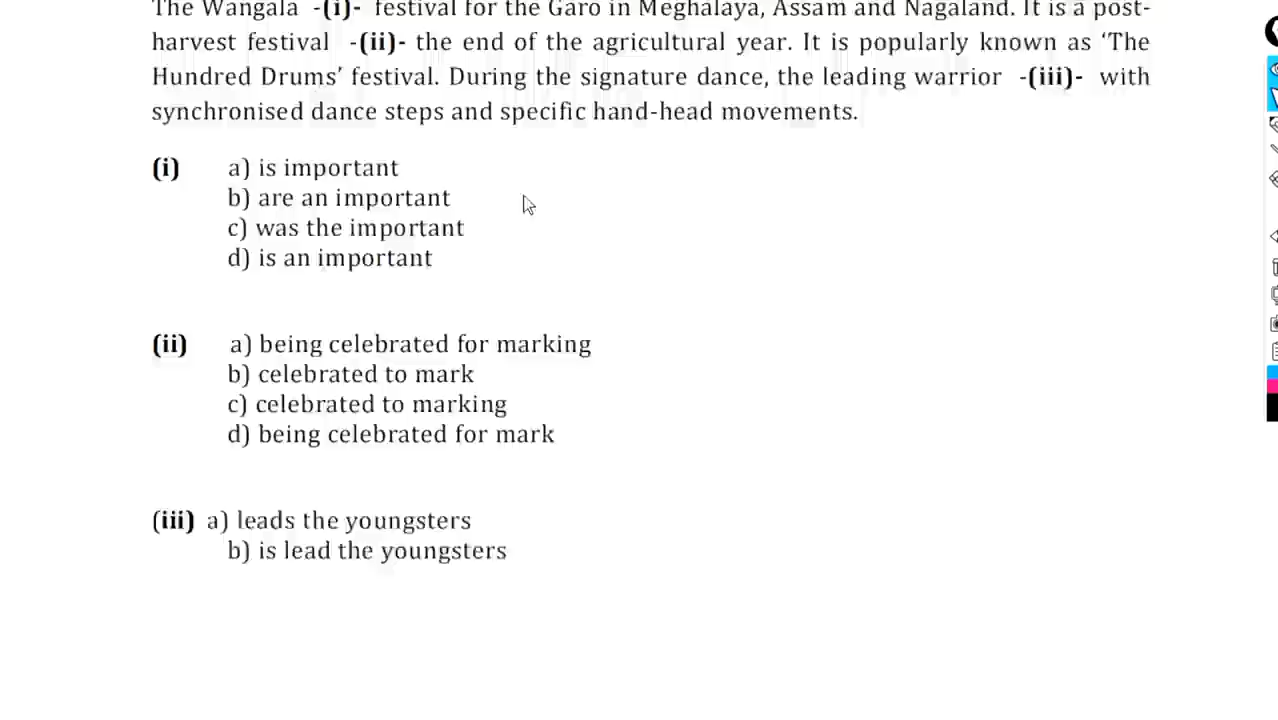 The Wangala -(i)- festival for the Garo in Meghalaya, Assam and Nagaland. It is a post-
harvest festival -(ii)- the end of the agricultural year. It is popularly known as ‘The
Hundred Drums’ festival. During the signature dance, the leading warrior -(iii)- with
synchronised dance steps and specific hand-head movements.
(i) a) is important
b) are an important
c) was the important
d) is an important
(ii) a) being celebrated for marking
b) celebrated to mark
c) celebrated to marking
d) being celebrated for mark
(iii) a) leads the youngsters
b) is lead the youngsters